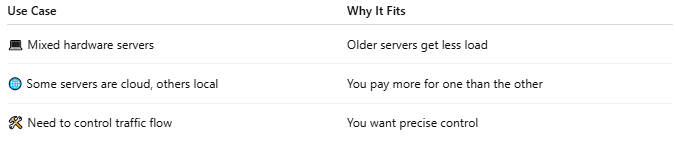 Use Case Why It Fits
💻 Mixed hardware servers Older servers get less load
🌐 Some servers are cloud, others local You pay more for one than the other
🛠 Need to control traffic flow You want precise control